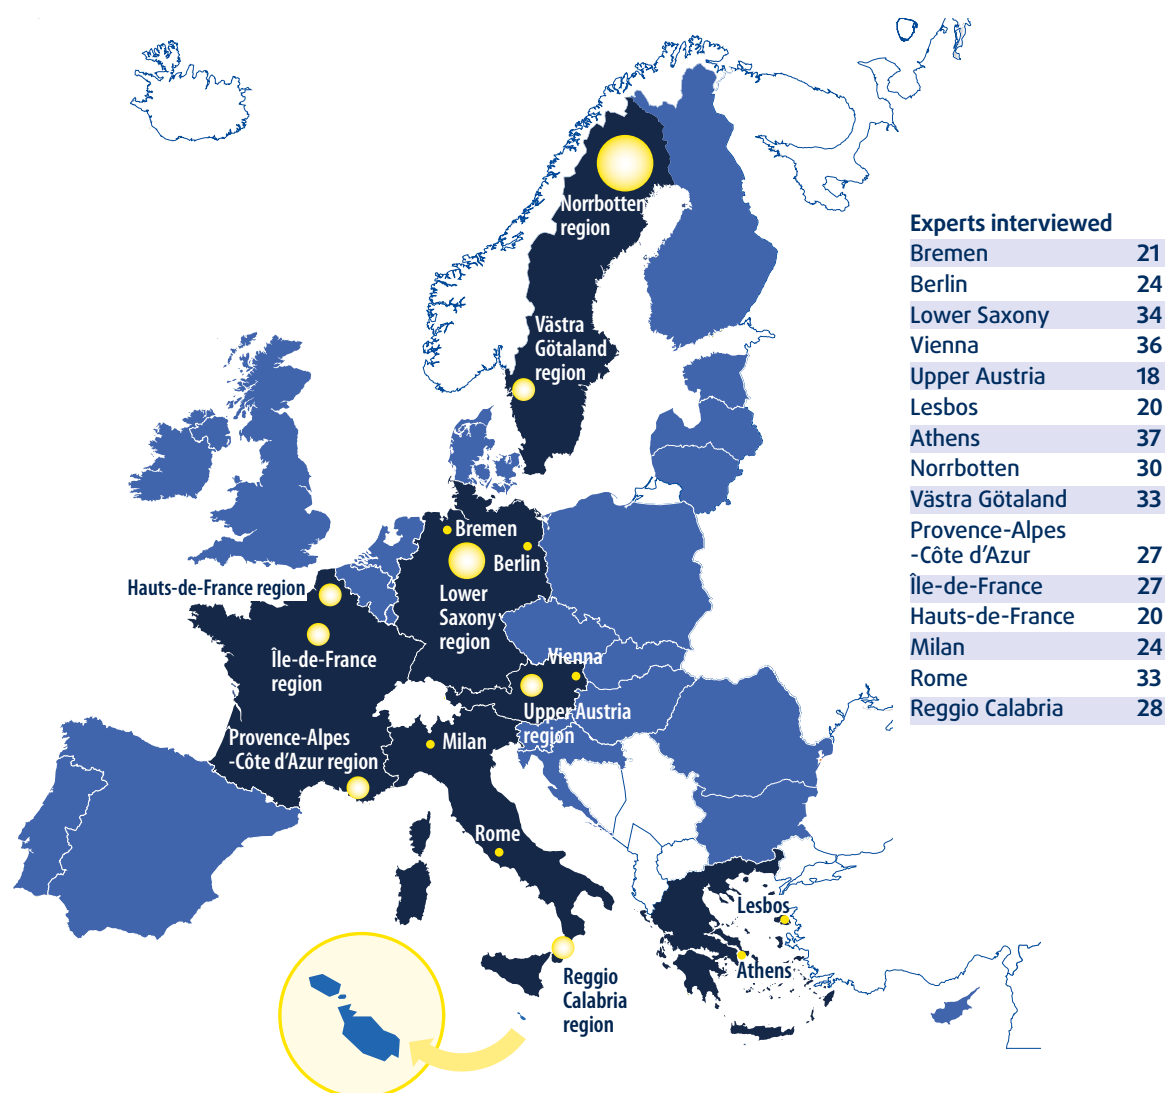 Norrbotten
region
Västra
Götaland
region
Bremen
Berlin
Lower
Saxony
region
Hauts-de-France region
Île-de-France
region
Vienna
Upper Austria
region
Provence-Alpes
-Côte d'Azur region
Milan
Rome
Lesbos
Athens
Reggio
Calabria
region
Experts interviewed
Bremen 21
Berlin 24
Lower Saxony 34
Vienna 36
Upper Austria 18
Lesbos 20
Athens 37
Norrbotten 30
Västra Götaland 33
Provence-Alpes
-Côte d'Azur 27
Île-de-France 27
Hauts-de-France 20
Milan 24
Rome 33
Reggio Calabria 28